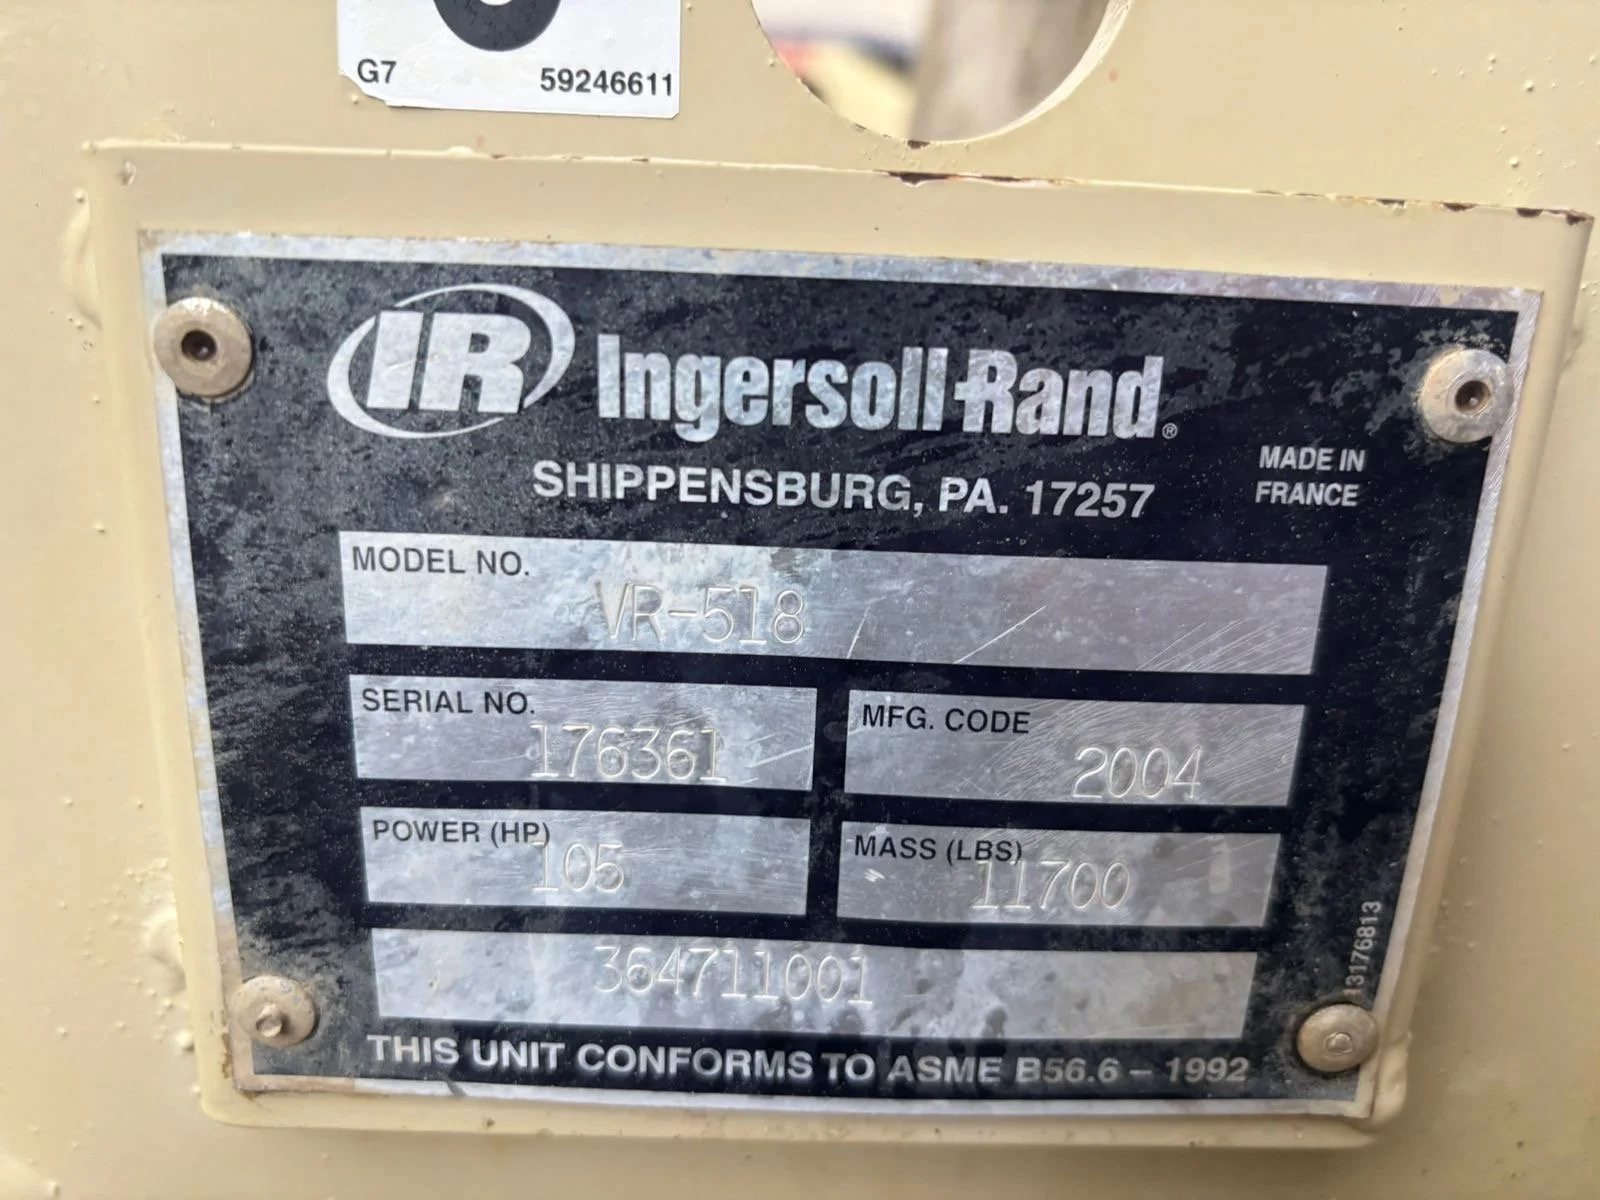 G7 59246611
IR Ingersoll-Rand®
SHIPPENSBURG, PA. 17257
MADE IN
FRANCE
MODEL NO.
VR-518
SERIAL NO.
176361
MFG. CODE
2004
POWER (HP)
105
MASS (LBS)
11700
364711001
13176813
THIS UNIT CONFORMS TO ASME B56.6 – 1992